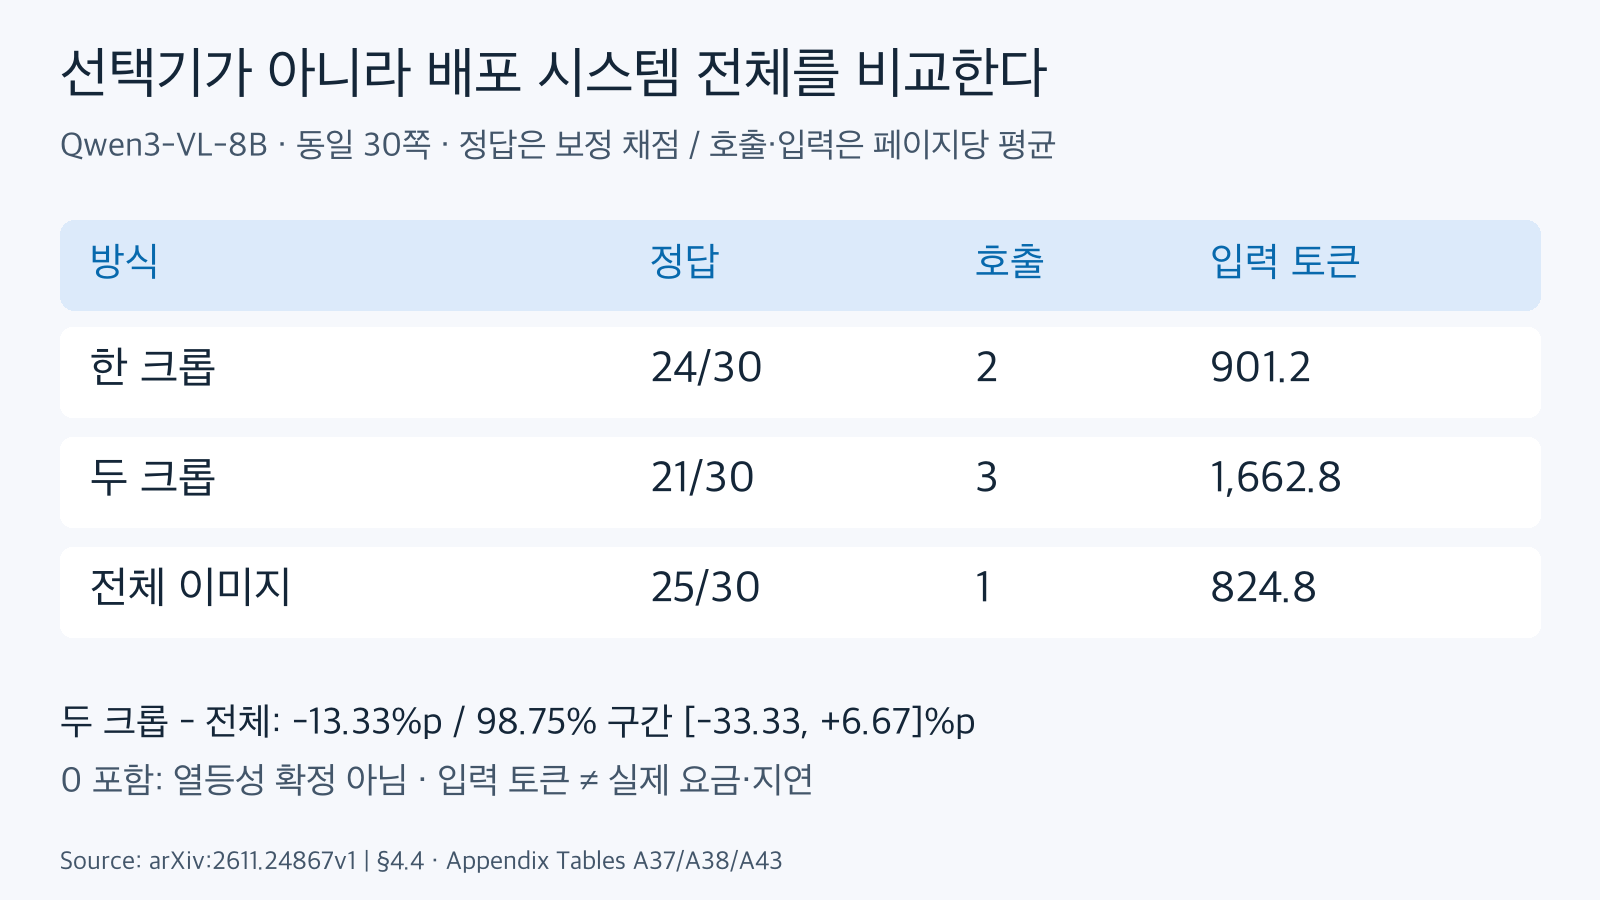 선택기가 아니라 배포 시스템 전체를 비교한다
Qwen3-VL-8B · 동일 30쪽 · 정답은 보정 채점 / 호출·입력은 페이지당 평균
방식 정답 호출 입력 토큰
한 크롭 24/30 2 901.2
두 크롭 21/30 3 1,662.8
전체 이미지 25/30 1 824.8
두 크롭 - 전체: -13.33%p / 98.75% 구간 [-33.33, +6.67]%p
0 포함: 열등성 확정 아님 · 입력 토큰 ≠ 실제 요금·지연
Source: arXiv:2611.24867v1 | §4.4 · Appendix Tables A37/A38/A43